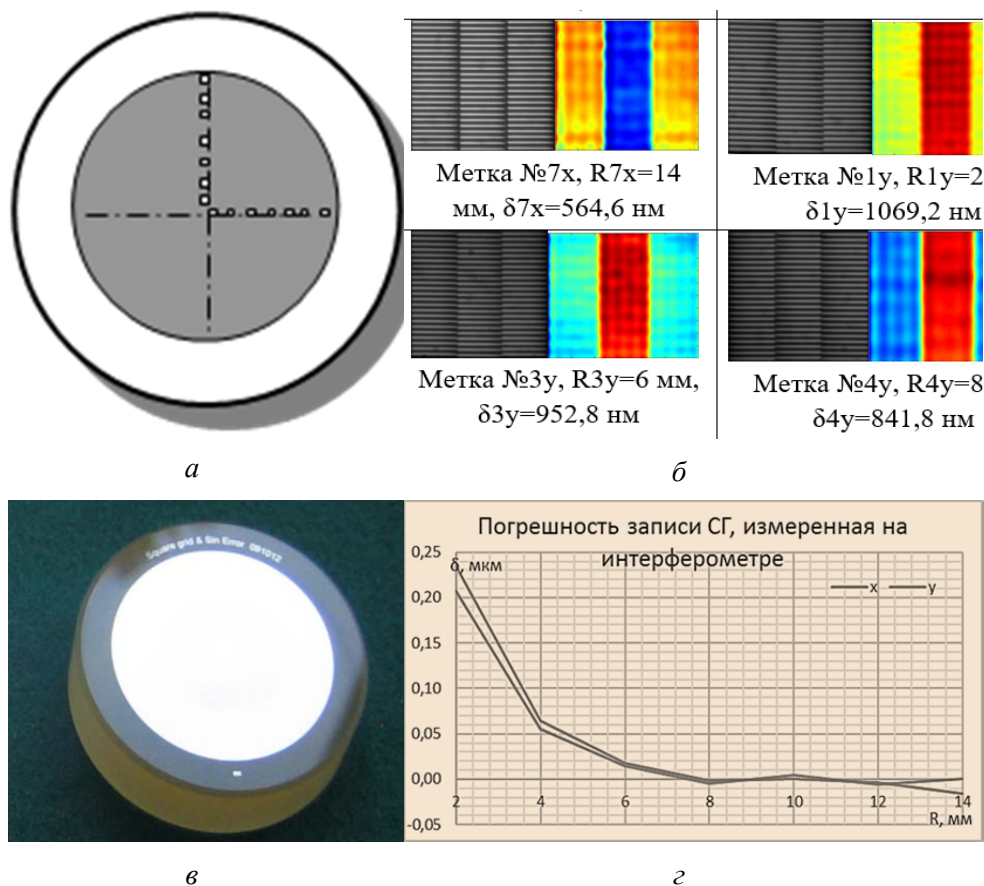 Метка №7x, R7x=14
мм, δ7x=564,6 нм
Метка №1y, R1y=2
δ1y=1069,2 нм
Метка №3y, R3y=6 мм,
δ3y=952,8 нм
Метка №4y, R4y=8
δ4y=841,8 нм
а
б
Square grid & Sin Error 091012
Погрешность записи СГ, измеренная на
интерферометре
δ, мкм
x
y
0,25
0,20
0,15
0,10
0,05
0,00
-0,05
2
4
6
8
10
12
14
R, мм
в
г